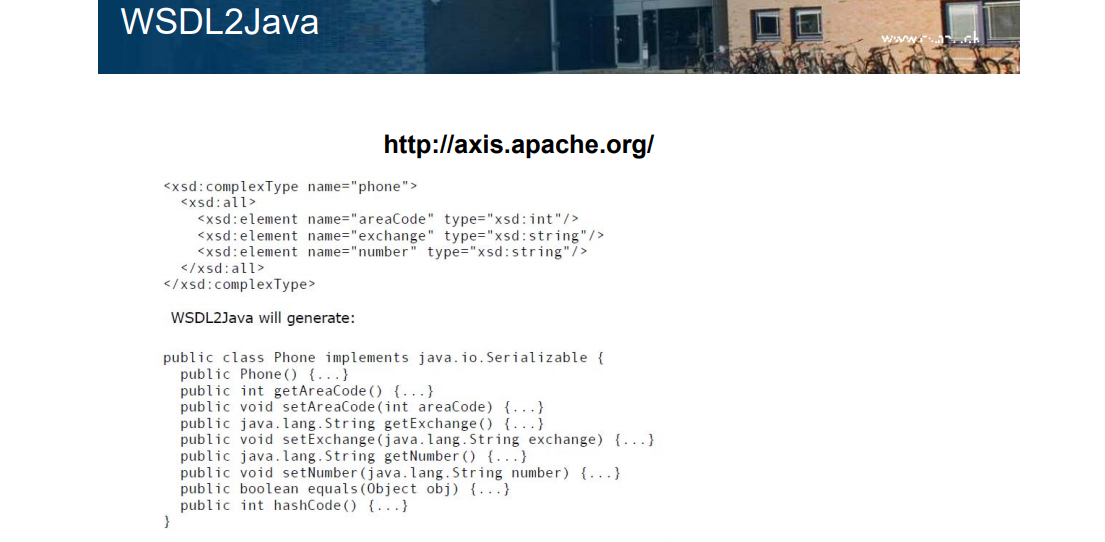 WSDL2Java
http://axis.apache.org/
<xsd:complexType name="phone">
  <xsd:all>
    <xsd:element name="areaCode" type="xsd:int"/>
    <xsd:element name="exchange" type="xsd:string"/>
    <xsd:element name="number" type="xsd:string"/>
  </xsd:all>
</xsd:complexType>
WSDL2Java will generate:
public class Phone implements java.io.Serializable {
  public Phone() {...}
  public int getAreaCode() {...}
  public void setAreaCode(int areaCode) {...}
  public java.lang.String getExchange() {...}
  public void setExchange(java.lang.String exchange) {...}
  public java.lang.String getNumber() {...}
  public void setNumber(java.lang.String number) {...}
  public boolean equals(Object obj) {...}
  public int hashCode() {...}
}